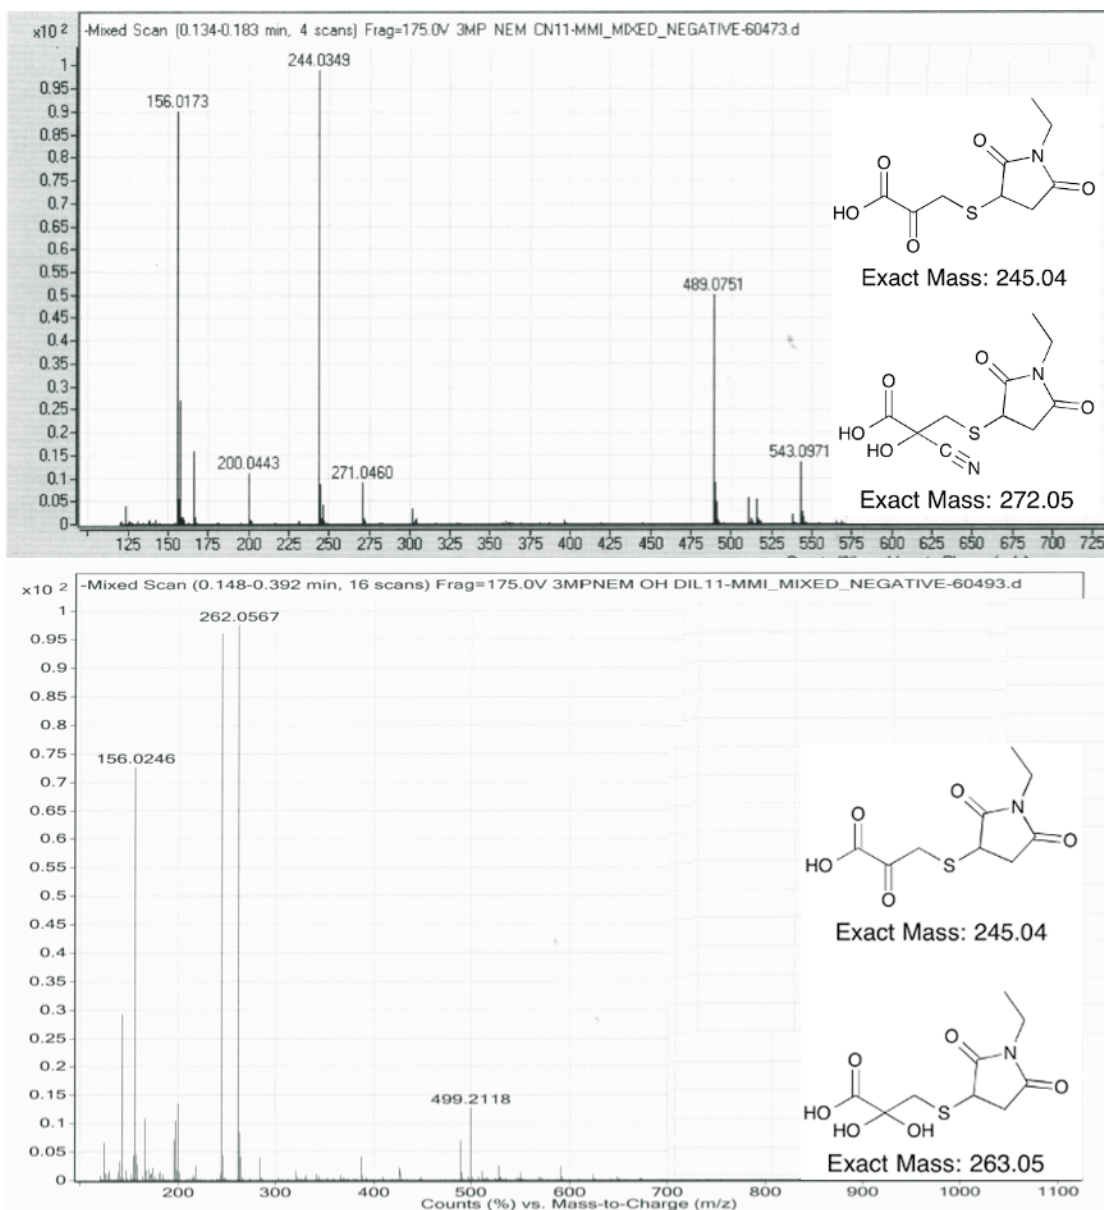 -Mixed Scan (0.134-0.183 min, 4 scans) Frag=175.0V 3MP NEM CN11-MMI_MIXED_NEGATIVE-60473.d
x10 2
1
0.95
0.9
0.85
0.8
0.75
0.7
0.65
0.6
0.55
0.5
0.45
0.4
0.35
0.3
0.25
0.2
0.15
0.1
0.05
0
156.0173
244.0349
200.0443
271.0460
489.0751
543.0971
125 150 175 200 225 250 275 300 325 350 375 400 425 450 475 500 525 550 575 600 625 650 675 700 725
O
HO
O
S
O
N
O
Exact Mass: 245.04
O
HO
HO
C≡N
S
O
N
O
Exact Mass: 272.05
-Mixed Scan (0.148-0.392 min, 16 scans) Frag=175.0V 3MPNEM OH DIL11-MMI_MIXED_NEGATIVE-60493.d
x10 2
1
0.95
0.9
0.85
0.8
0.75
0.7
0.65
0.6
0.55
0.5
0.45
0.4
0.35
0.3
0.25
0.2
0.15
0.1
0.05
0
262.0567
156.0246
499.2118
200 300 400 500 600 700 800 900 1000 1100
Counts (%) vs. Mass-to-Charge (m/z)
O
HO
O
S
O
N
O
Exact Mass: 245.04
O
HO
HO
OH
S
O
N
O
Exact Mass: 263.05